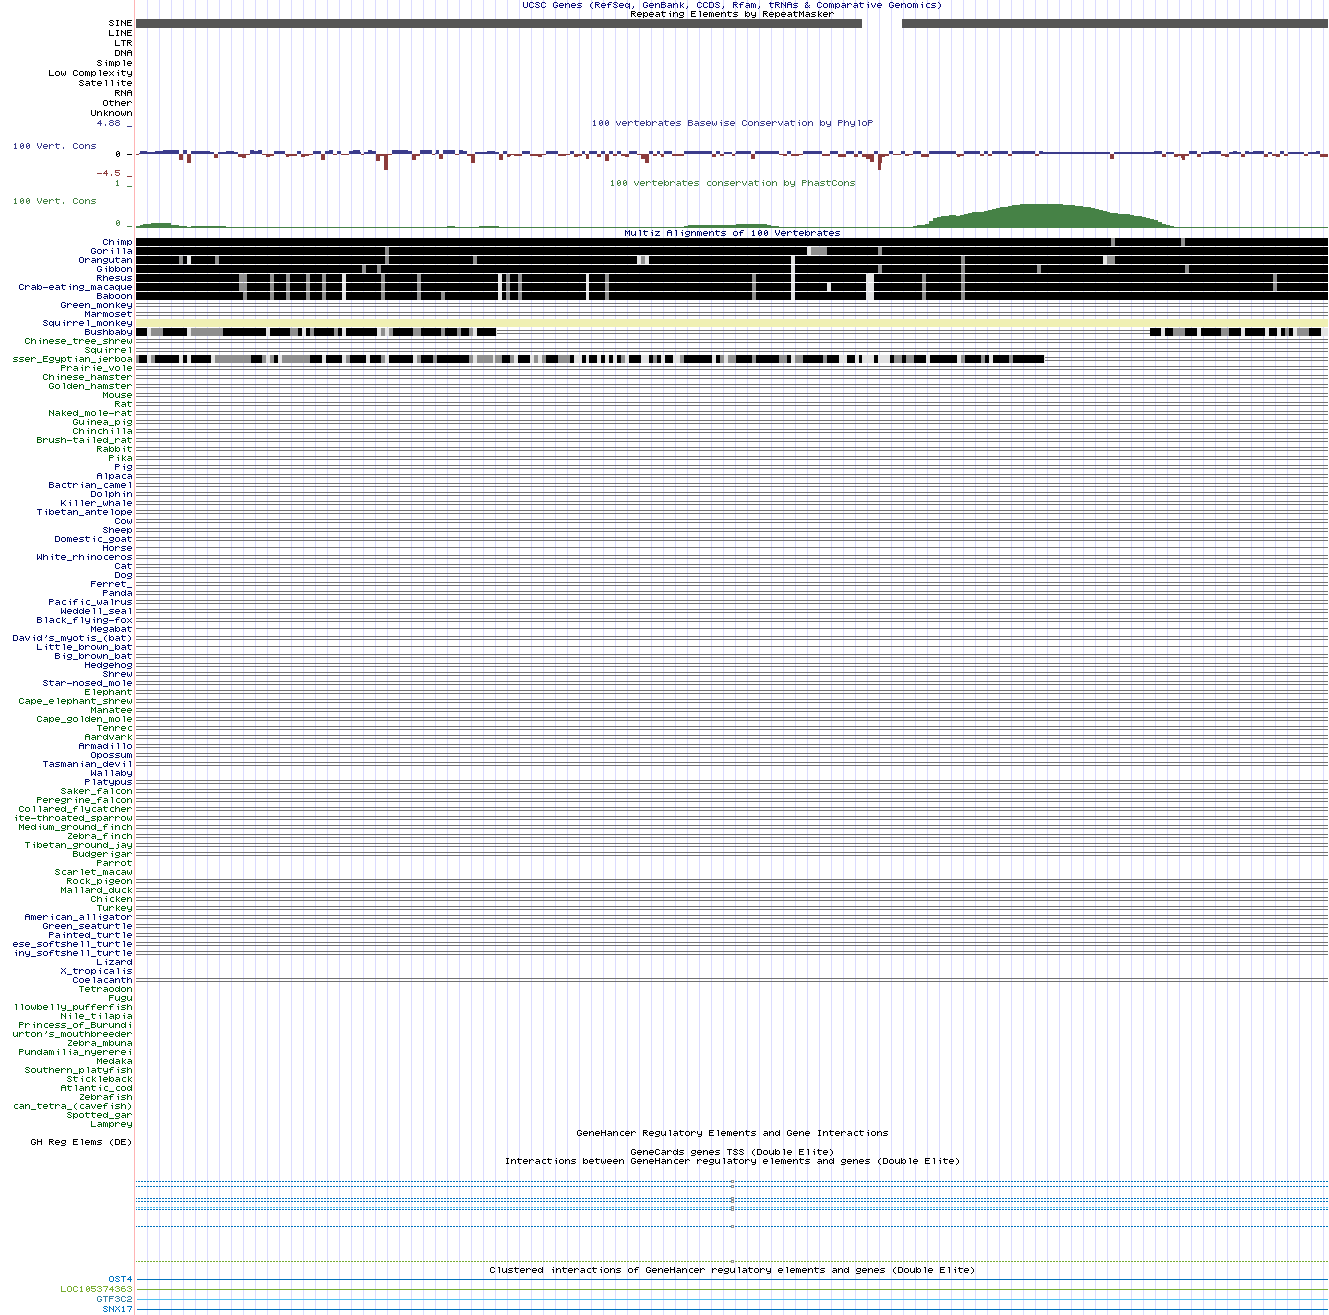 UCSC Genes (RefSeq, GenBank, CCDS, Rfam, tRNAs & Comparative Genomics)
Repeating Elements by RepeatMasker
SINE
LINE
LTR
DNA
Simple
Low Complexity
Satellite
RNA
Other
Unknown
100 vertebrates Basewise Conservation by PhyloP
4.88 _
100 Vert. Cons
0 -
-4.5 _
100 vertebrates conservation by PhastCons
1 _
100 Vert. Cons
0 _
Multiz Alignments of 100 Vertebrates
Chimp
Gorilla
Orangutan
Gibbon
Rhesus
Crab-eating_macaque
Baboon
Green_monkey
Marmoset
Squirrel_monkey
Bushbaby
Chinese_tree_shrew
Squirrel
sser_Egyptian_jerboa
Prairie_vole
Chinese_hamster
Golden_hamster
Mouse
Rat
Naked_mole-rat
Guinea_pig
Chinchilla
Brush-tailed_rat
Rabbit
Pika
Pig
Alpaca
Bactrian_camel
Dolphin
Killer_whale
Tibetan_antelope
Cow
Sheep
Domestic_goat
Horse
White_rhinoceros
Cat
Dog
Ferret_
Panda
Pacific_walrus
Weddell_seal
Black_flying-fox
Megabat
David's_myotis_(bat)
Little_brown_bat
Big_brown_bat
Hedgehog
Shrew
Star-nosed_mole
Elephant
Cape_elephant_shrew
Manatee
Cape_golden_mole
Tenrec
Aardvark
Armadillo
Opossum
Tasmanian_devil
Wallaby
Platypus
Saker_falcon
Peregrine_falcon
Collared_flycatcher
ite-throated_sparrow
Medium_ground_finch
Zebra_finch
Tibetan_ground_jay
Budgerigar
Parrot
Scarlet_macaw
Rock_pigeon
Mallard_duck
Chicken
Turkey
American_alligator
Green_seaturtle
Painted_turtle
ese_softshell_turtle
iny_softshell_turtle
Lizard
X_tropicalis
Coelacanth
Tetraodon
Fugu
llowbelly_pufferfish
Nile_tilapia
Princess_of_Burundi
urton's_mouthbreeder
Zebra_mbuna
Pundamilia_nyererei
Medaka
Southern_platyfish
Stickleback
Atlantic_cod
Zebrafish
can_tetra_(cavefish)
Spotted_gar
Lamprey
GeneHancer Regulatory Elements and Gene Interactions
GH Reg Elems (DE)
GeneCards genes TSS (Double Elite)
Interactions between GeneHancer regulatory elements and genes (Double Elite)
Clustered interactions of GeneHancer regulatory elements and genes (Double Elite)
OST4
LOC105374363
GTF3C2
SNX17